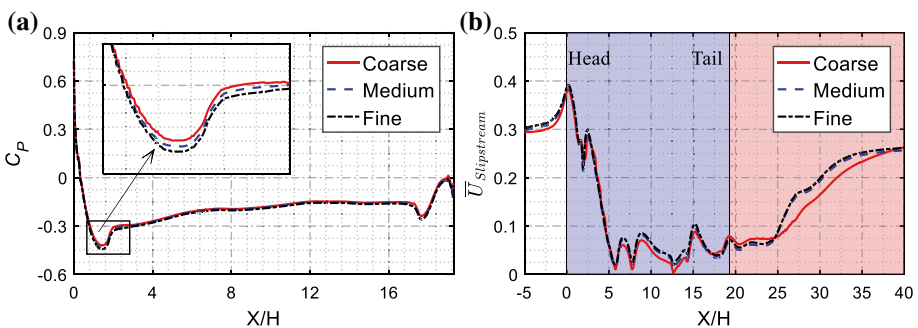 (a)
0.9
0.6
0.3
0
-0.3
-0.6
C_P
Coarse
Medium
Fine
0
4
8
12
16
X/H
(b)
0.5
0.4
0.3
0.2
0.1
0
U̅_Slipstream
Head
Tail
Coarse
Medium
Fine
-5
0
5
10
15
20
25
30
35
40
X/H